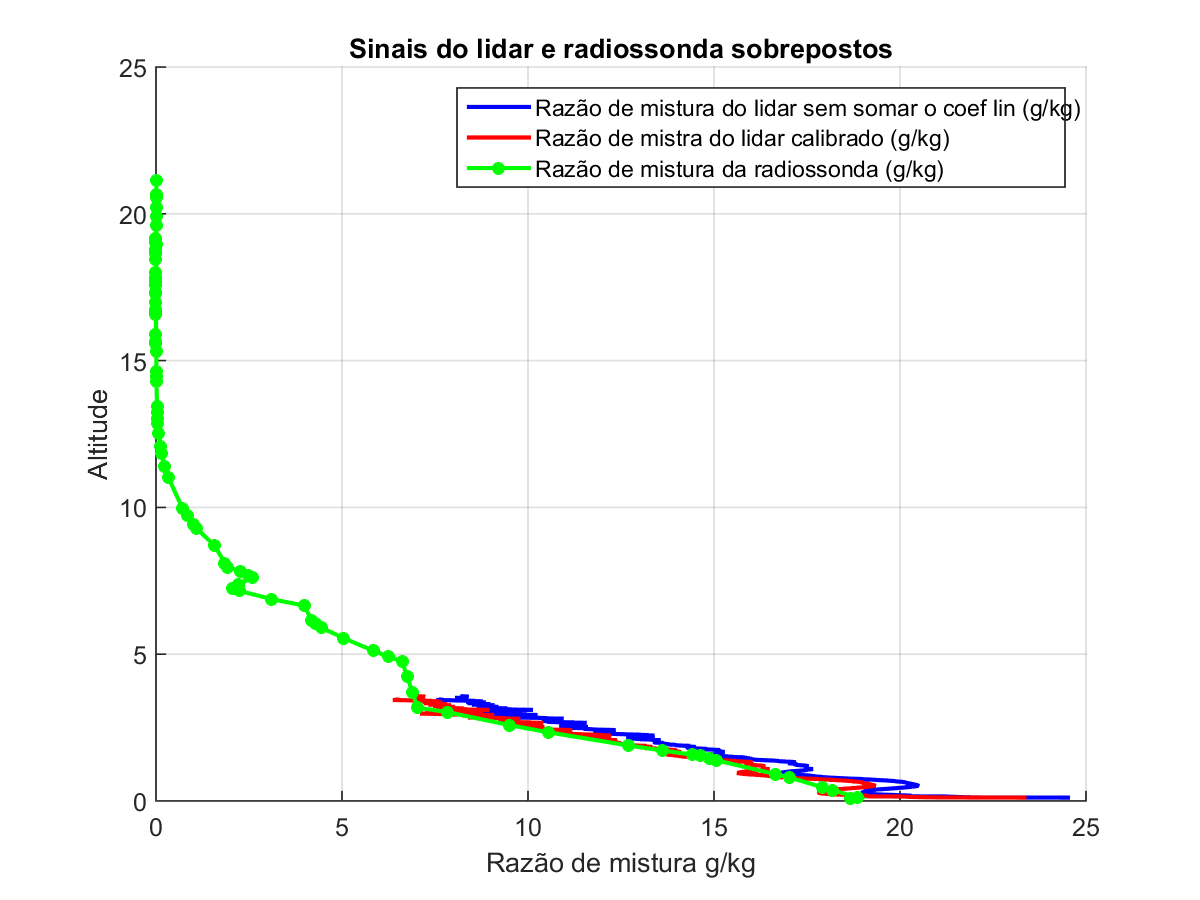 Sinais do lidar e radiossonda sobrepostos
25
Razão de mistura do lidar sem somar o coef lin (g/kg)
Razão de mistra do lidar calibrado (g/kg)
Razão de mistura da radiossonda (g/kg)
20
15
Altitude
10
5
0
0 5 10 15 20 25
Razão de mistura g/kg